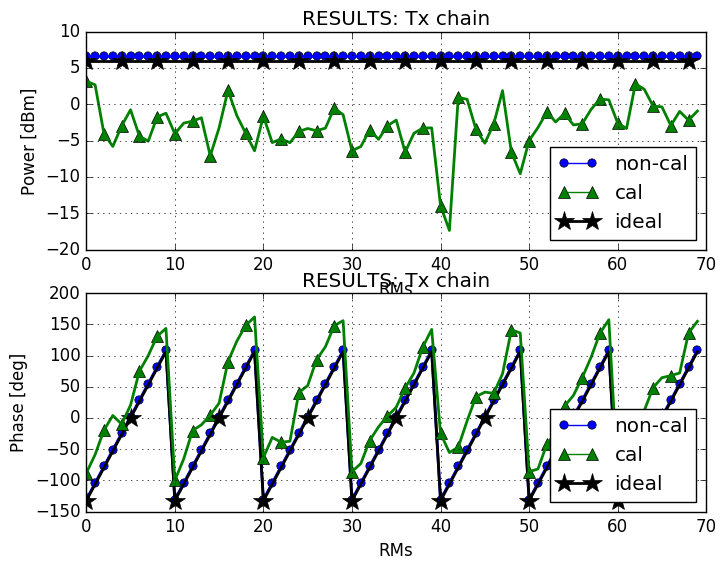 RESULTS: Tx chain
10
5
0
−5
−10
−15
−20
Power [dBm]
non-cal
cal
ideal
0 10 20 30 40 50 60 70
RMs
RESULTS: Tx chain
200
150
100
50
0
−50
−100
−150
Phase [deg]
non-cal
cal
ideal
0 10 20 30 40 50 60 70
RMs